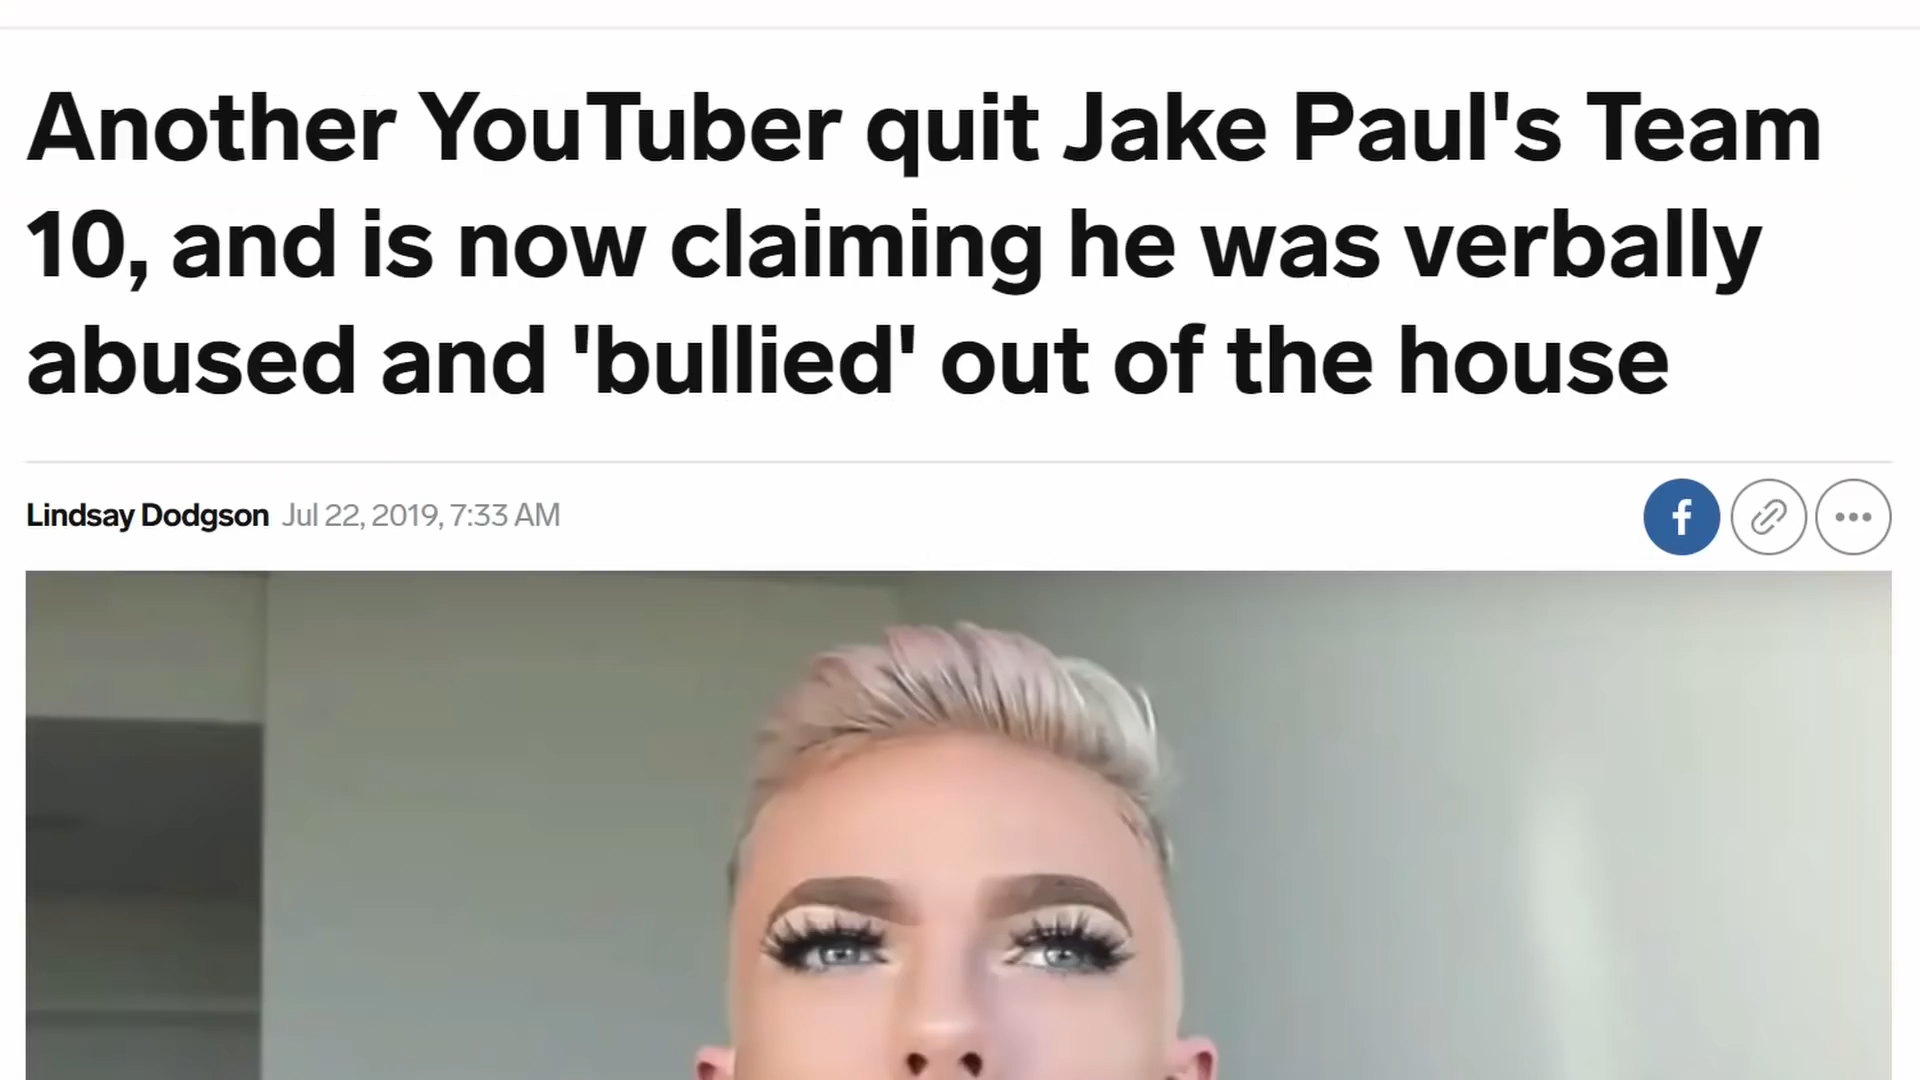 Another YouTuber quit Jake Paul's Team
10, and is now claiming he was verbally
abused and 'bullied' out of the house
Lindsay Dodgson Jul 22, 2019, 7:33 AM